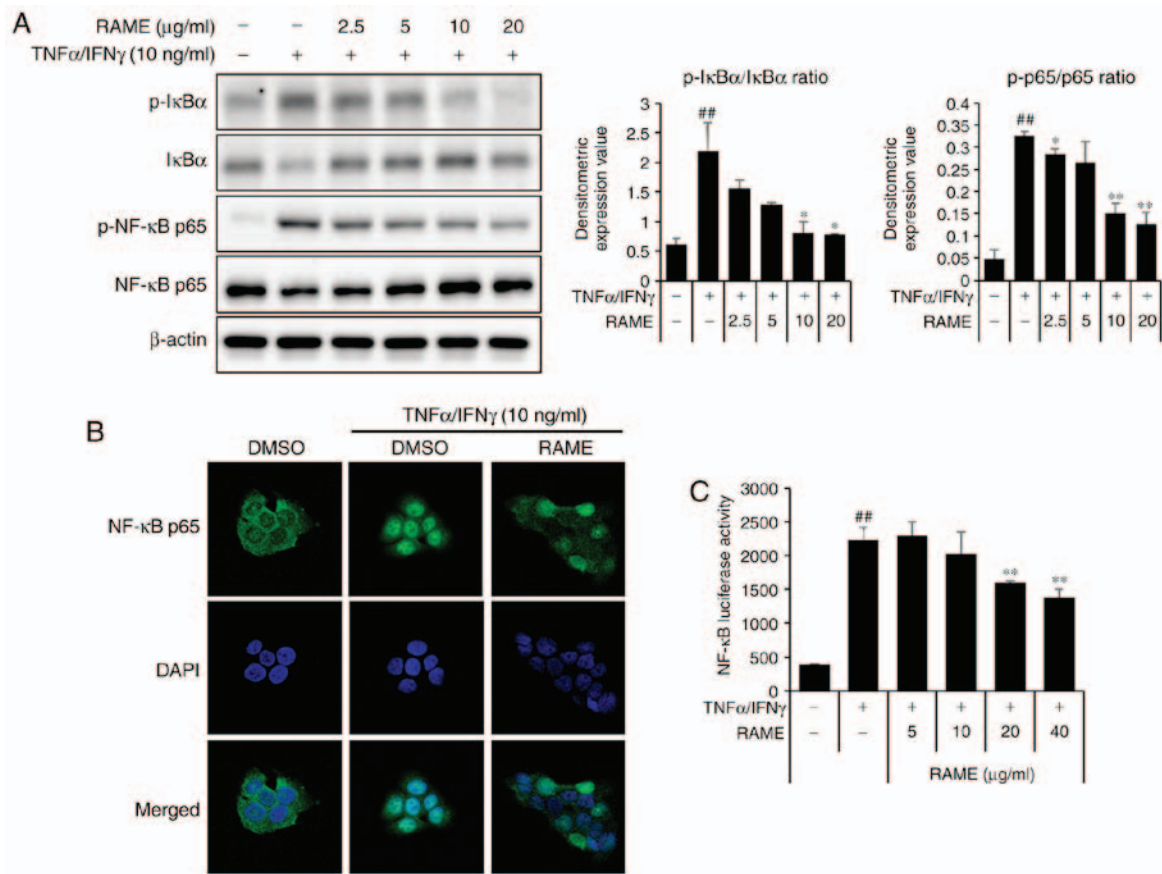 A
RAME (μg/ml) – – 2.5 5 10 20
TNFα/IFNγ (10 ng/ml) – + + + + +
p-IκBα
IκBα
p-NF-κB p65
NF-κB p65
β-actin
p-IκBα/IκBα ratio
Densitometric
expression value
3
2.5
2
1.5
1
0.5
0
##
*
*
TNFα/IFNγ – + + + + +
RAME – – 2.5 5 10 20
p-p65/p65 ratio
Densitometric
expression value
0.4
0.35
0.3
0.25
0.2
0.15
0.1
0.05
0
##
*
**
**
TNFα/IFNγ – + + + + +
RAME – – 2.5 5 10 20
B
TNFα/IFNγ (10 ng/ml)
DMSO DMSO RAME
NF-κB p65
DAPI
Merged
C
NF-κB luciferase activity
3000
2500
2000
1500
1000
500
0
##
**
**
TNFα/IFNγ – + + + + +
RAME – – 5 10 20 40
RAME (μg/ml)